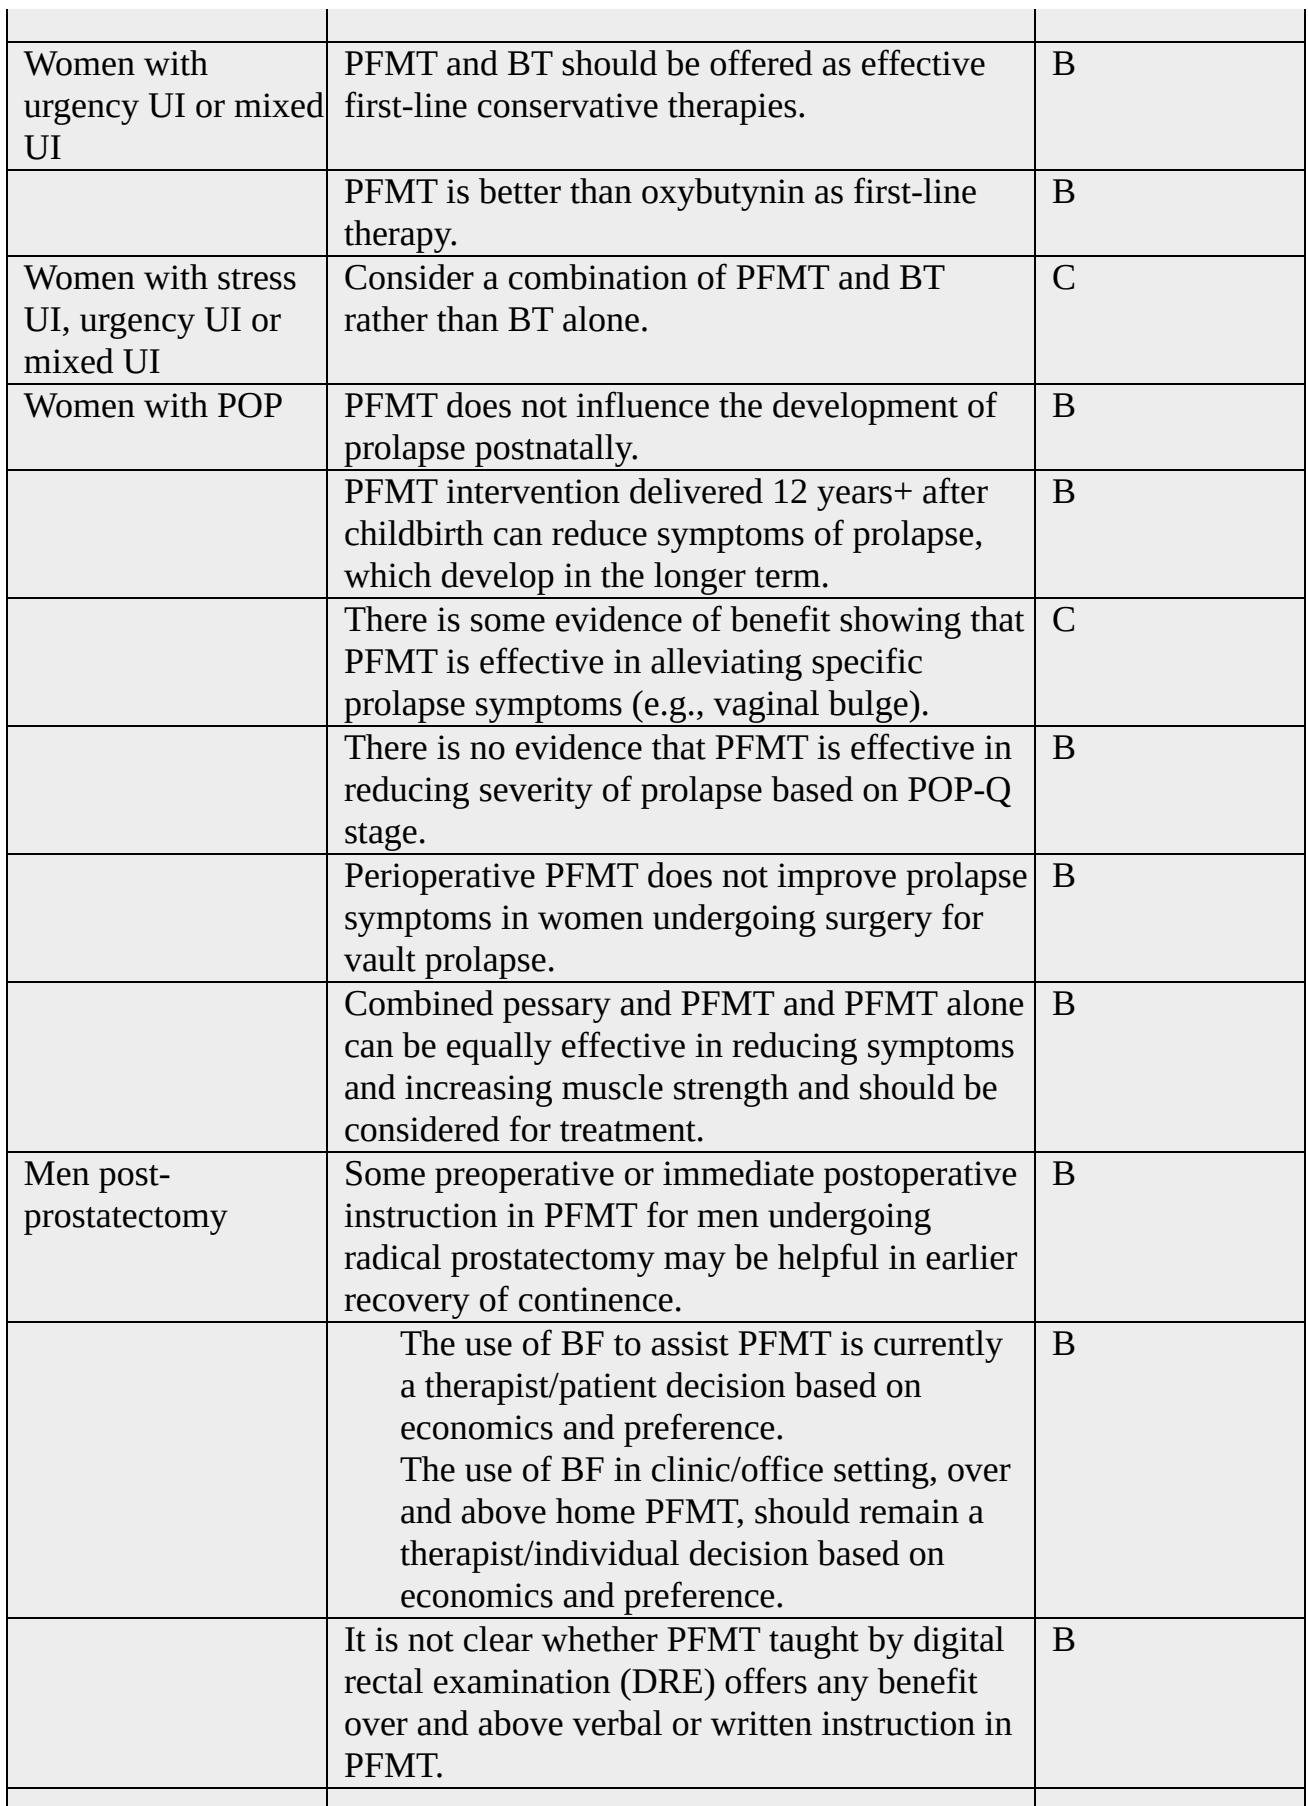 Women with
urgency UI or mixed
UI
PFMT and BT should be offered as effective
first-line conservative therapies.
B
PFMT is better than oxybutynin as first-line
therapy.
B
Women with stress
UI, urgency UI or
mixed UI
Consider a combination of PFMT and BT
rather than BT alone.
C
Women with POP
PFMT does not influence the development of
prolapse postnatally.
B
PFMT intervention delivered 12 years+ after
childbirth can reduce symptoms of prolapse,
which develop in the longer term.
B
There is some evidence of benefit showing that
PFMT is effective in alleviating specific
prolapse symptoms (e.g., vaginal bulge).
C
There is no evidence that PFMT is effective in
reducing severity of prolapse based on POP-Q
stage.
B
Perioperative PFMT does not improve prolapse
symptoms in women undergoing surgery for
vault prolapse.
B
Combined pessary and PFMT and PFMT alone
can be equally effective in reducing symptoms
and increasing muscle strength and should be
considered for treatment.
B
Men post-
prostatectomy
Some preoperative or immediate postoperative
instruction in PFMT for men undergoing
radical prostatectomy may be helpful in earlier
recovery of continence.
B
The use of BF to assist PFMT is currently
a therapist/patient decision based on
economics and preference.
The use of BF in clinic/office setting, over
and above home PFMT, should remain a
therapist/individual decision based on
economics and preference.
B
It is not clear whether PFMT taught by digital
rectal examination (DRE) offers any benefit
over and above verbal or written instruction in
PFMT.
B